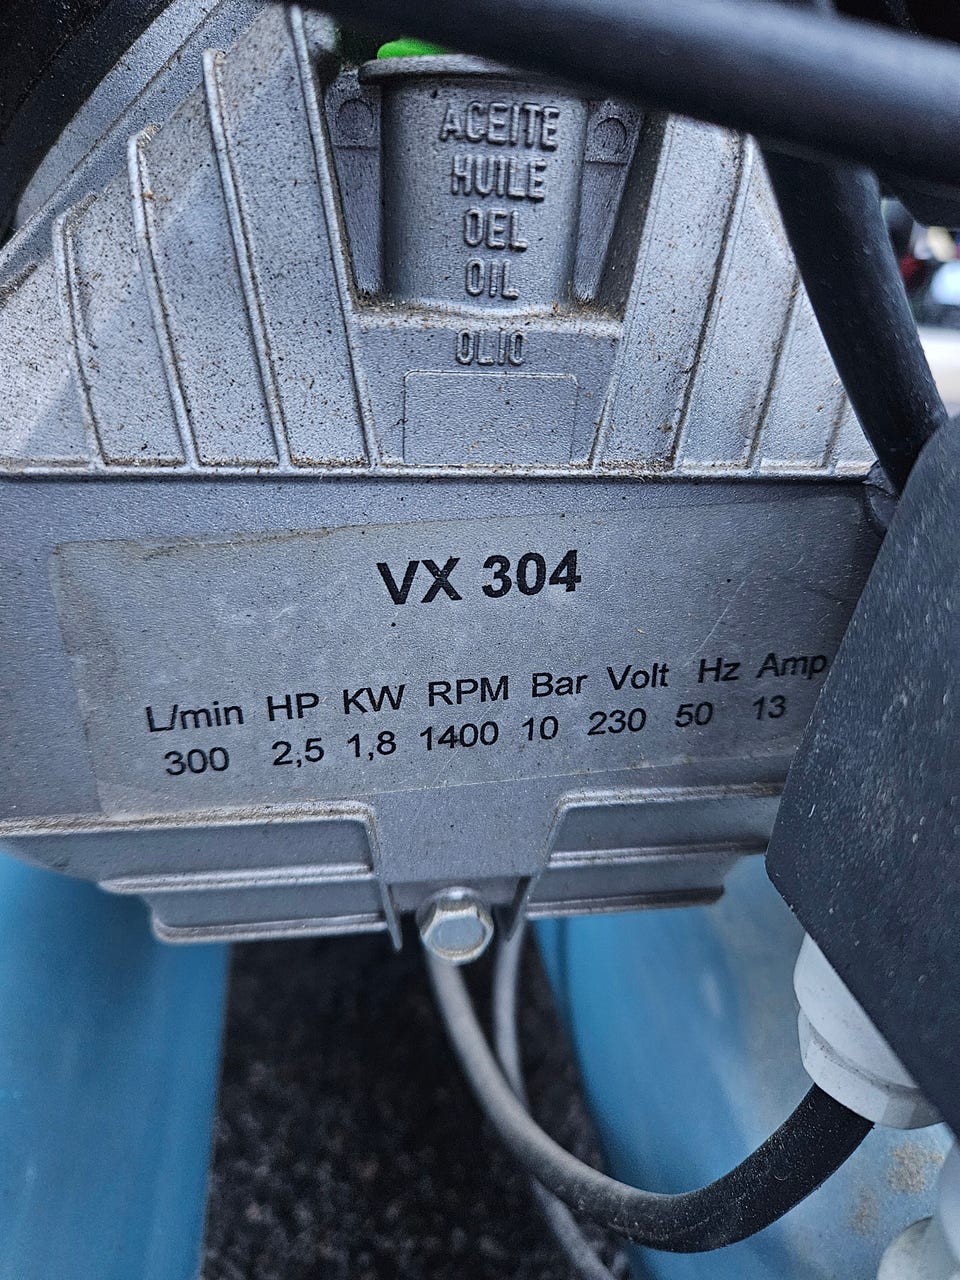 ACEITE
HUILE
OEL
OIL
OLIO
VX 304
L/min HP KW RPM Bar Volt Hz Amp
300 2,5 1,8 1400 10 230 50 13